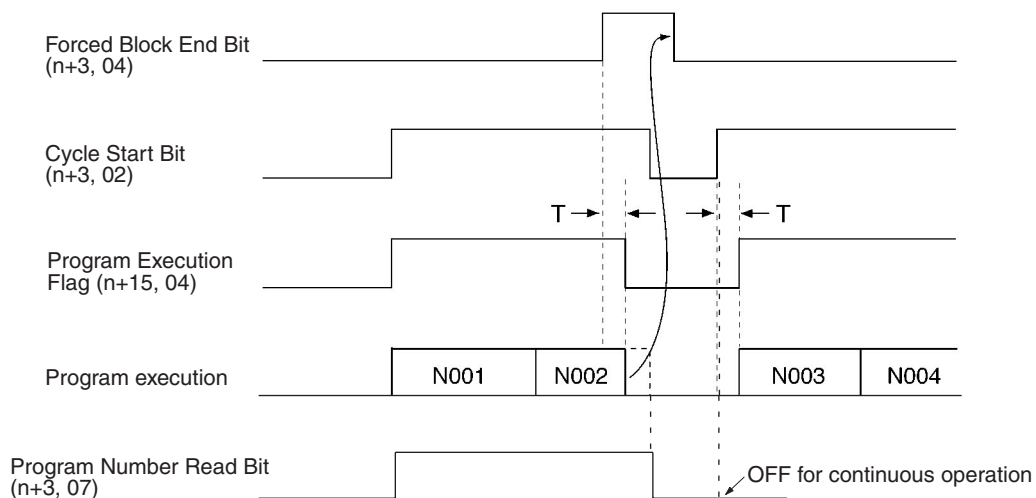 Forced Block End Bit
(n+3, 04)
Cycle Start Bit
(n+3, 02)
T
T
Program Execution
Flag (n+15, 04)
Program execution
N001
N002
N003
N004
Program Number Read Bit
(n+3, 07)
OFF for continuous operation